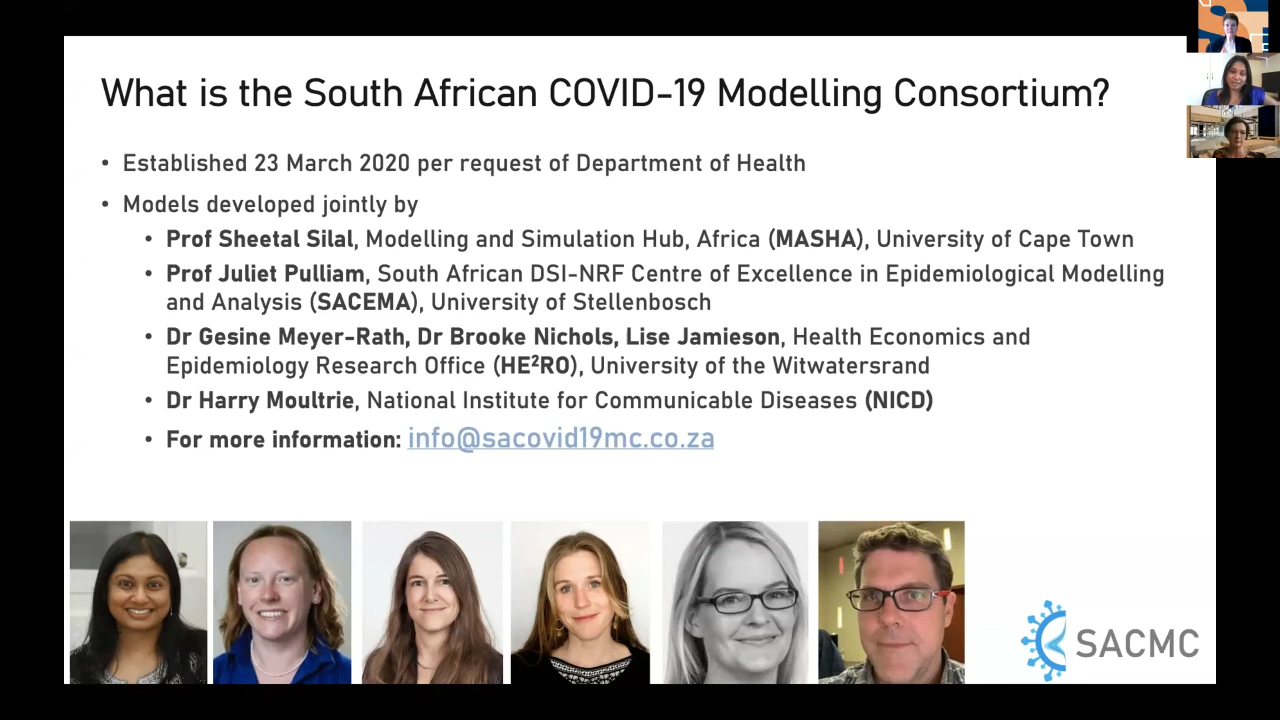 What is the South African COVID-19 Modelling Consortium?
• Established 23 March 2020 per request of Department of Health
• Models developed jointly by
• Prof Sheetal Silal, Modelling and Simulation Hub, Africa (MASHA), University of Cape Town
• Prof Juliet Pulliam, South African DSI-NRF Centre of Excellence in Epidemiological Modelling
and Analysis (SACEMA), University of Stellenbosch
• Dr Gesine Meyer-Rath, Dr Brooke Nichols, Lise Jamieson, Health Economics and
Epidemiology Research Office (HE²RO), University of the Witwatersrand
• Dr Harry Moultrie, National Institute for Communicable Diseases (NICD)
• For more information: info@sacovid19mc.co.za
SACMC